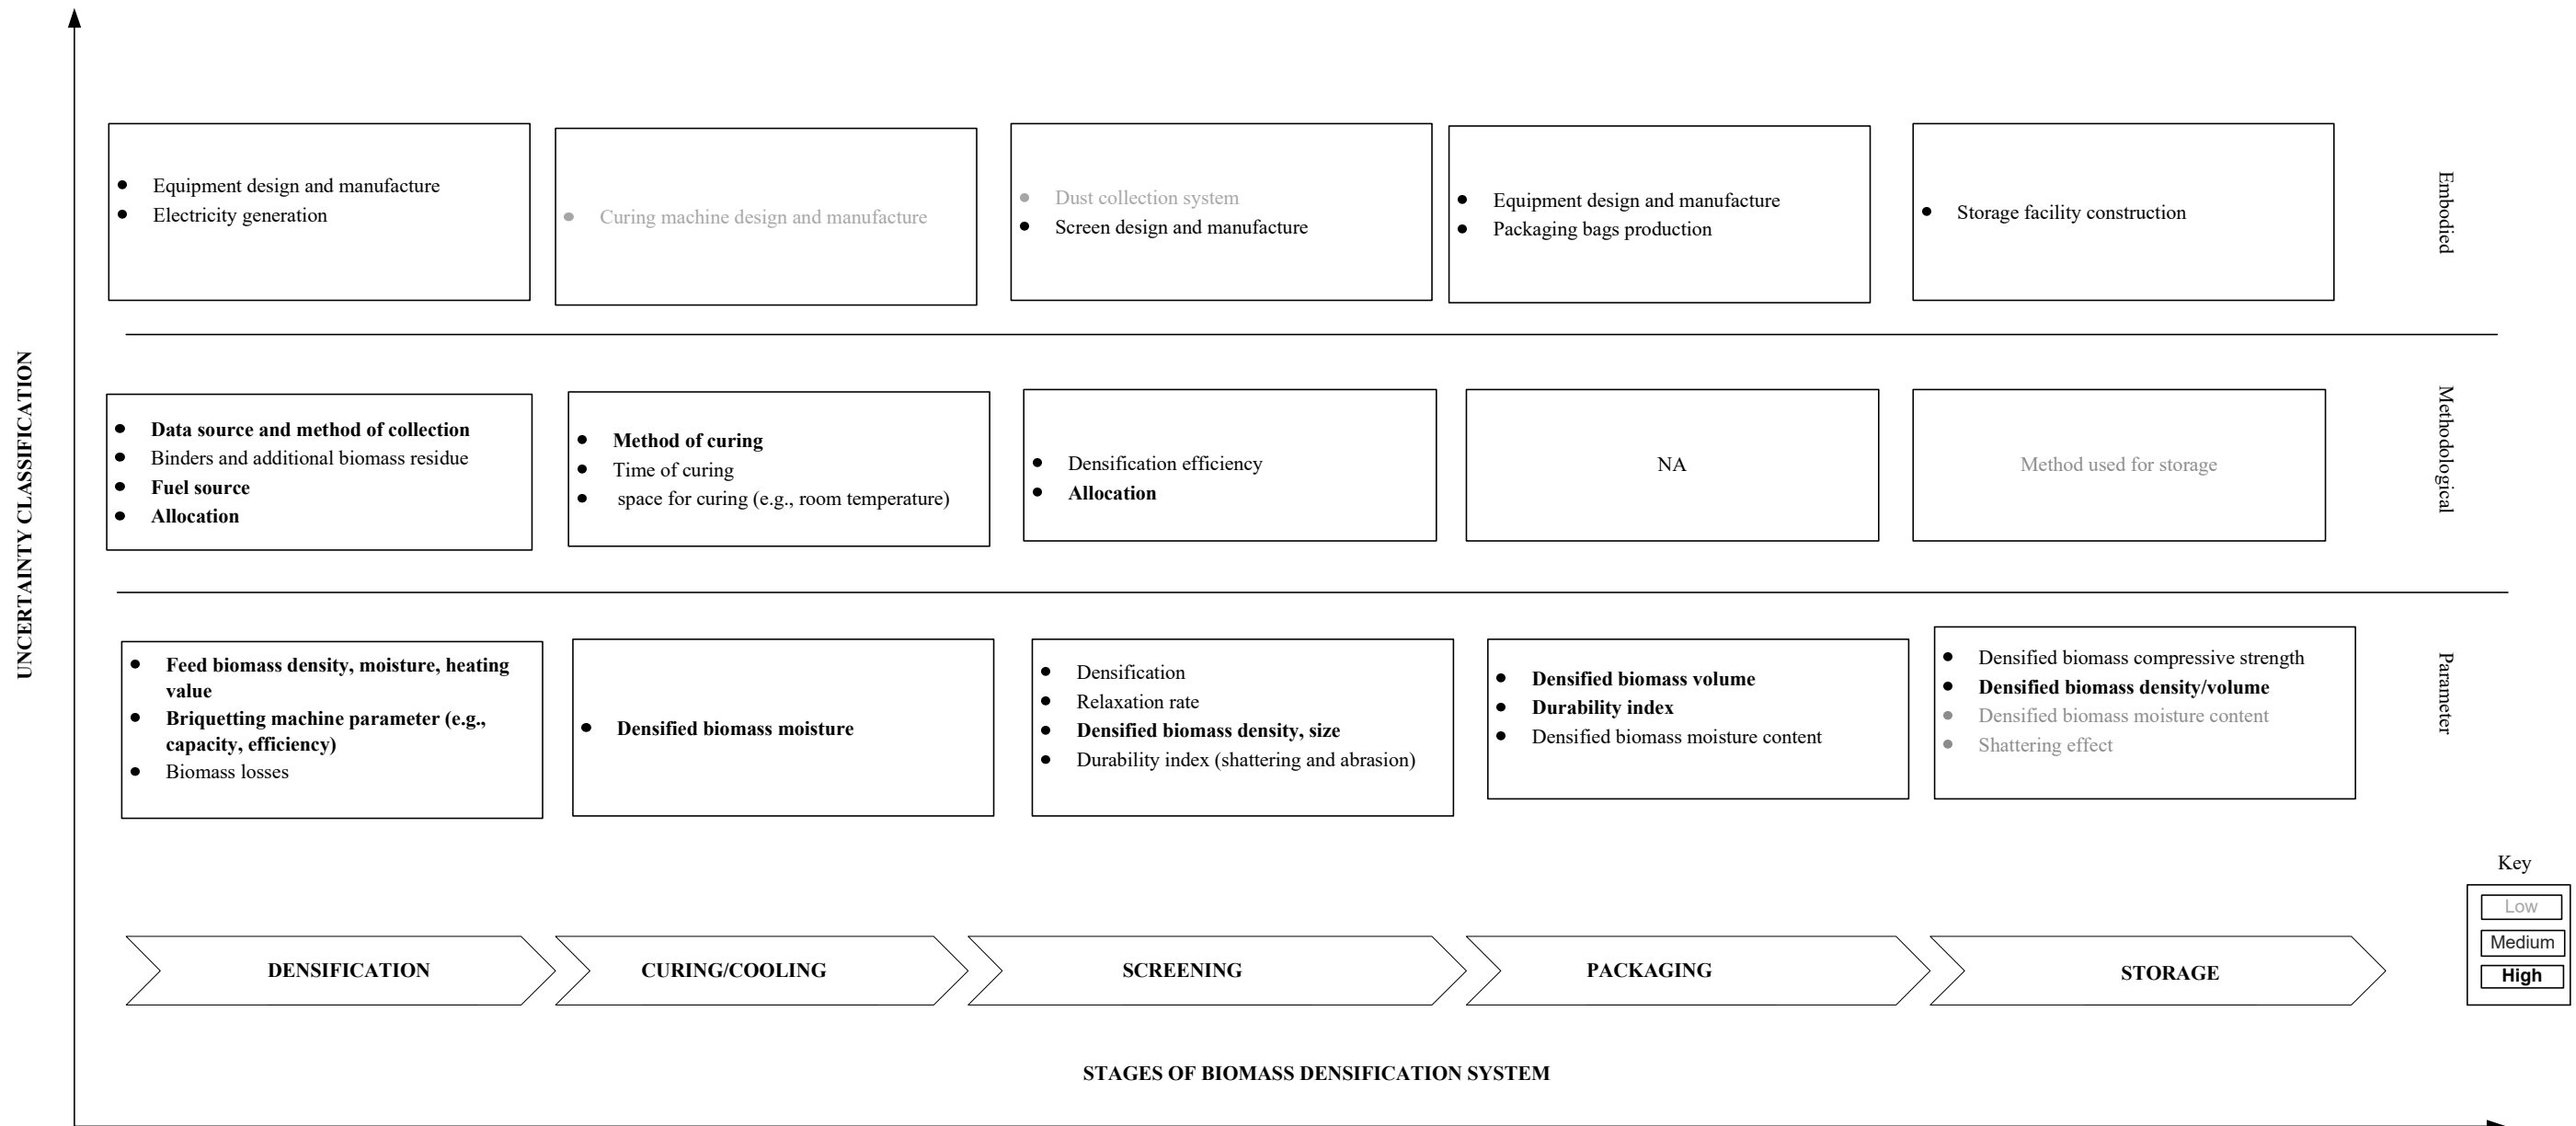 UNCERTAINTY CLASSIFICATION
Equipment design and manufacture
Electricity generation
Curing machine design and manufacture
Dust collection system
Screen design and manufacture
Equipment design and manufacture
Packaging bags production
Storage facility construction
Embodied
Data source and method of collection
Binders and additional biomass residue
Fuel source
Allocation
Method of curing
Time of curing
space for curing (e.g., room temperature)
Densification efficiency
Allocation
NA
Method used for storage
Methodological
Feed biomass density, moisture, heating
value
Briquetting machine parameter (e.g.,
capacity, efficiency)
Biomass losses
Densified biomass moisture
Densification
Relaxation rate
Densified biomass density, size
Durability index (shattering and abrasion)
Densified biomass volume
Durability index
Densified biomass moisture content
Densified biomass compressive strength
Densified biomass density/volume
Densified biomass moisture content
Shattering effect
Parameter
Key
Low
Medium
High
DENSIFICATION
CURING/COOLING
SCREENING
PACKAGING
STORAGE
STAGES OF BIOMASS DENSIFICATION SYSTEM